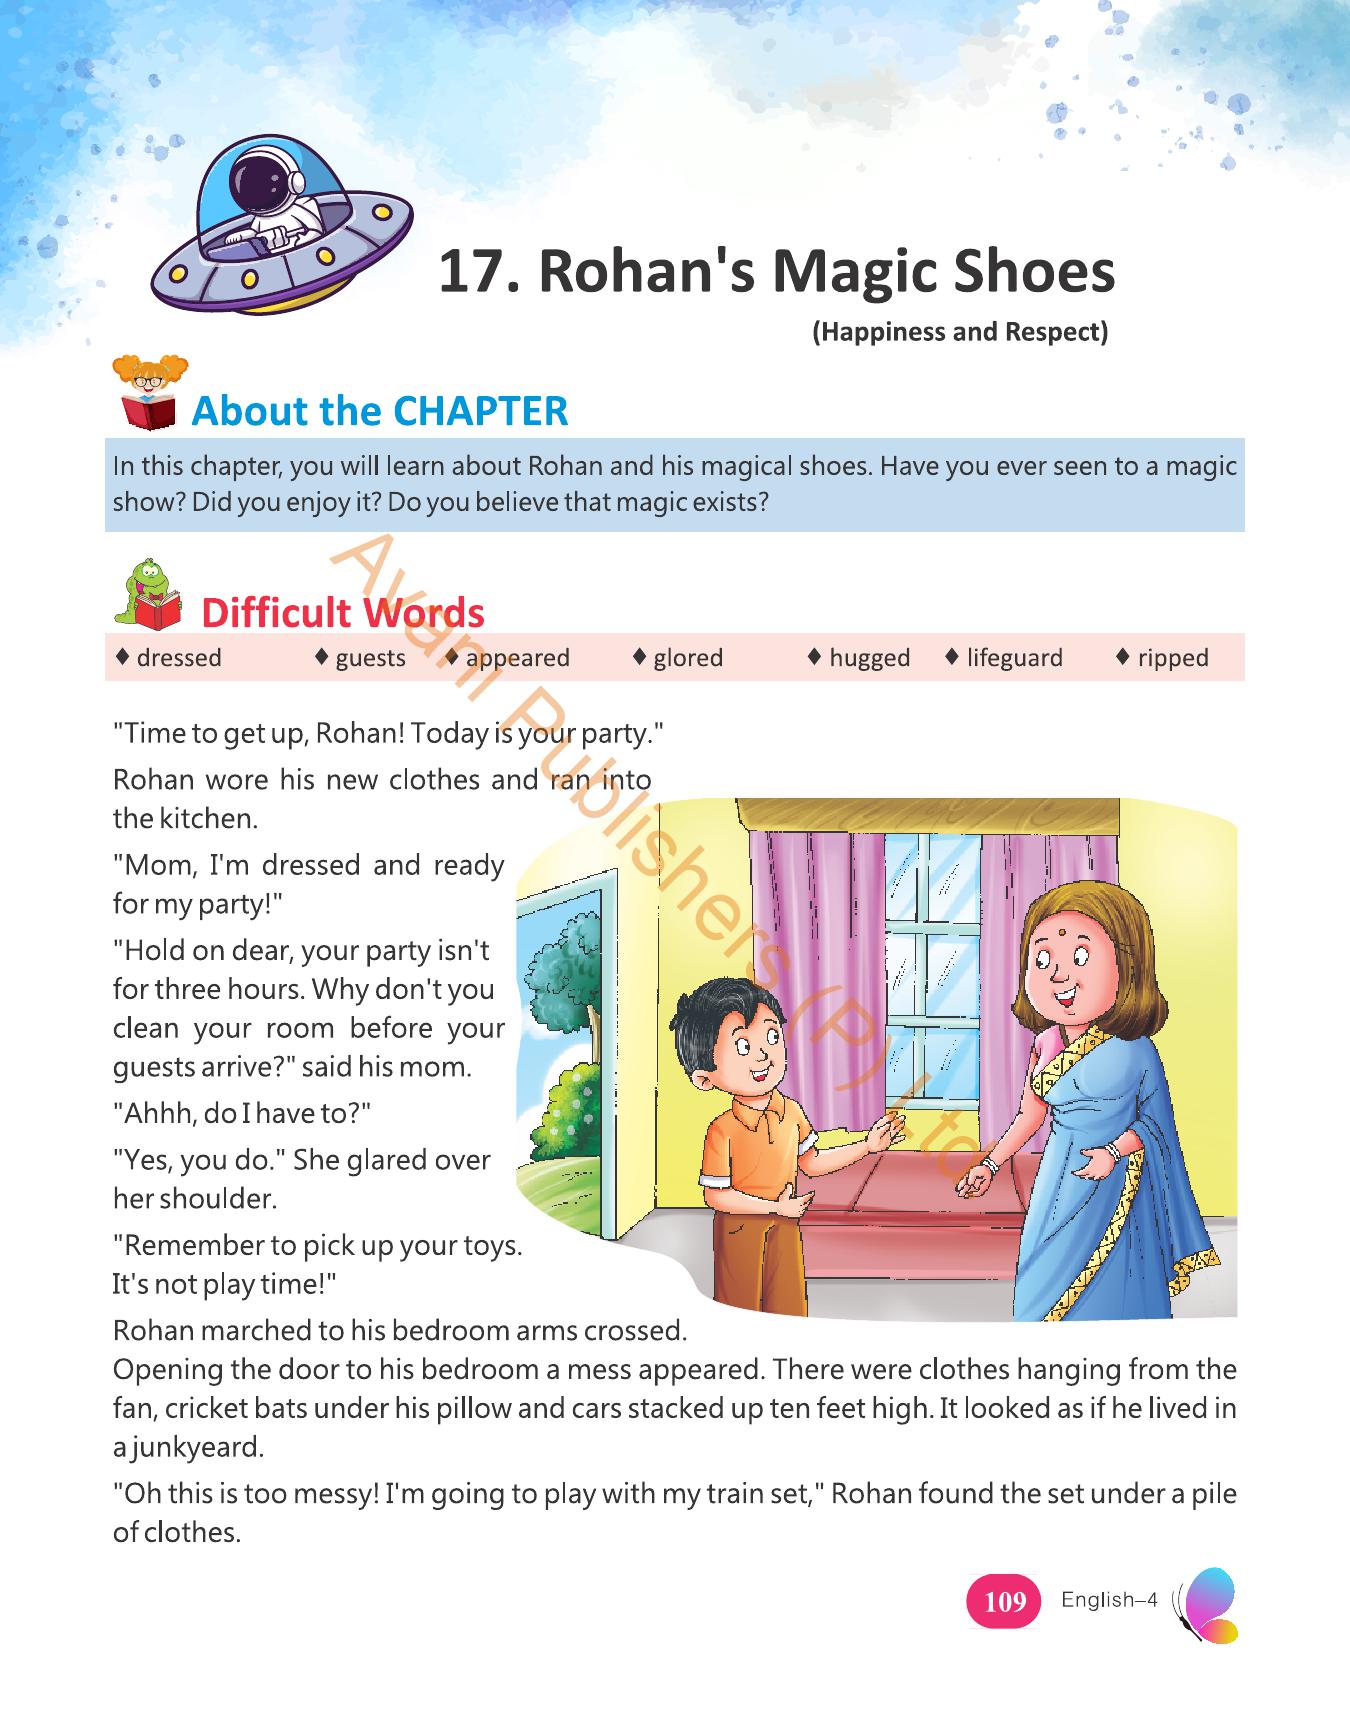 17. Rohan's Magic Shoes
(Happiness and Respect)
About the CHAPTER
In this chapter, you will learn about Rohan and his magical shoes. Have you ever seen to a magic
show? Did you enjoy it? Do you believe that magic exists?
Difficult Words
♦ dressed ♦ guests ♦ appeared ♦ glored ♦ hugged ♦ lifeguard ♦ ripped
"Time to get up, Rohan! Today is your party."
Rohan wore his new clothes and ran into
the kitchen.
"Mom, I'm dressed and ready
for my party!"
"Hold on dear, your party isn't
for three hours. Why don't you
clean your room before your
guests arrive?" said his mom.
"Ahhh, do I have to?"
"Yes, you do." She glared over
her shoulder.
"Remember to pick up your toys.
It's not play time!"
Rohan marched to his bedroom arms crossed.
Opening the door to his bedroom a mess appeared. There were clothes hanging from the
fan, cricket bats under his pillow and cars stacked up ten feet high. It looked as if he lived in
a junkyeard.
"Oh this is too messy! I'm going to play with my train set," Rohan found the set under a pile
of clothes.
Avani Publishers (P) Ltd
109 English–4